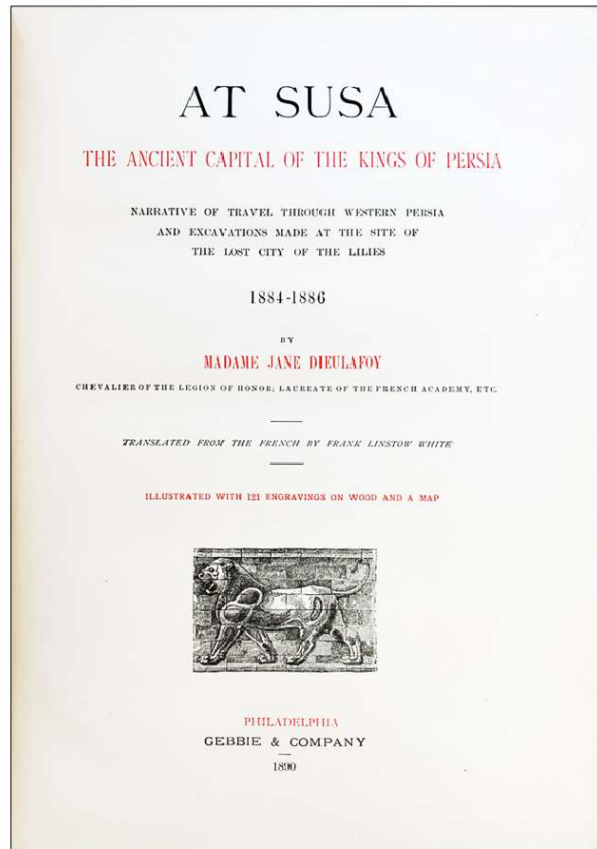 AT SUSA
THE ANCIENT CAPITAL OF THE KINGS OF PERSIA
NARRATIVE OF TRAVEL THROUGH WESTERN PERSIA
AND EXCAVATIONS MADE AT THE SITE OF
THE LOST CITY OF THE LILIES
1884-1886
BY
MADAME JANE DIEULAFOY
CHEVALIER OF THE LEGION OF HONOR; LAUREATE OF THE FRENCH ACADEMY, ETC.
TRANSLATED FROM THE FRENCH BY FRANK LINSTOW WHITE
ILLUSTRATED WITH 121 ENGRAVINGS ON WOOD AND A MAP
PHILADELPHIA
GEBBIE & COMPANY
1890